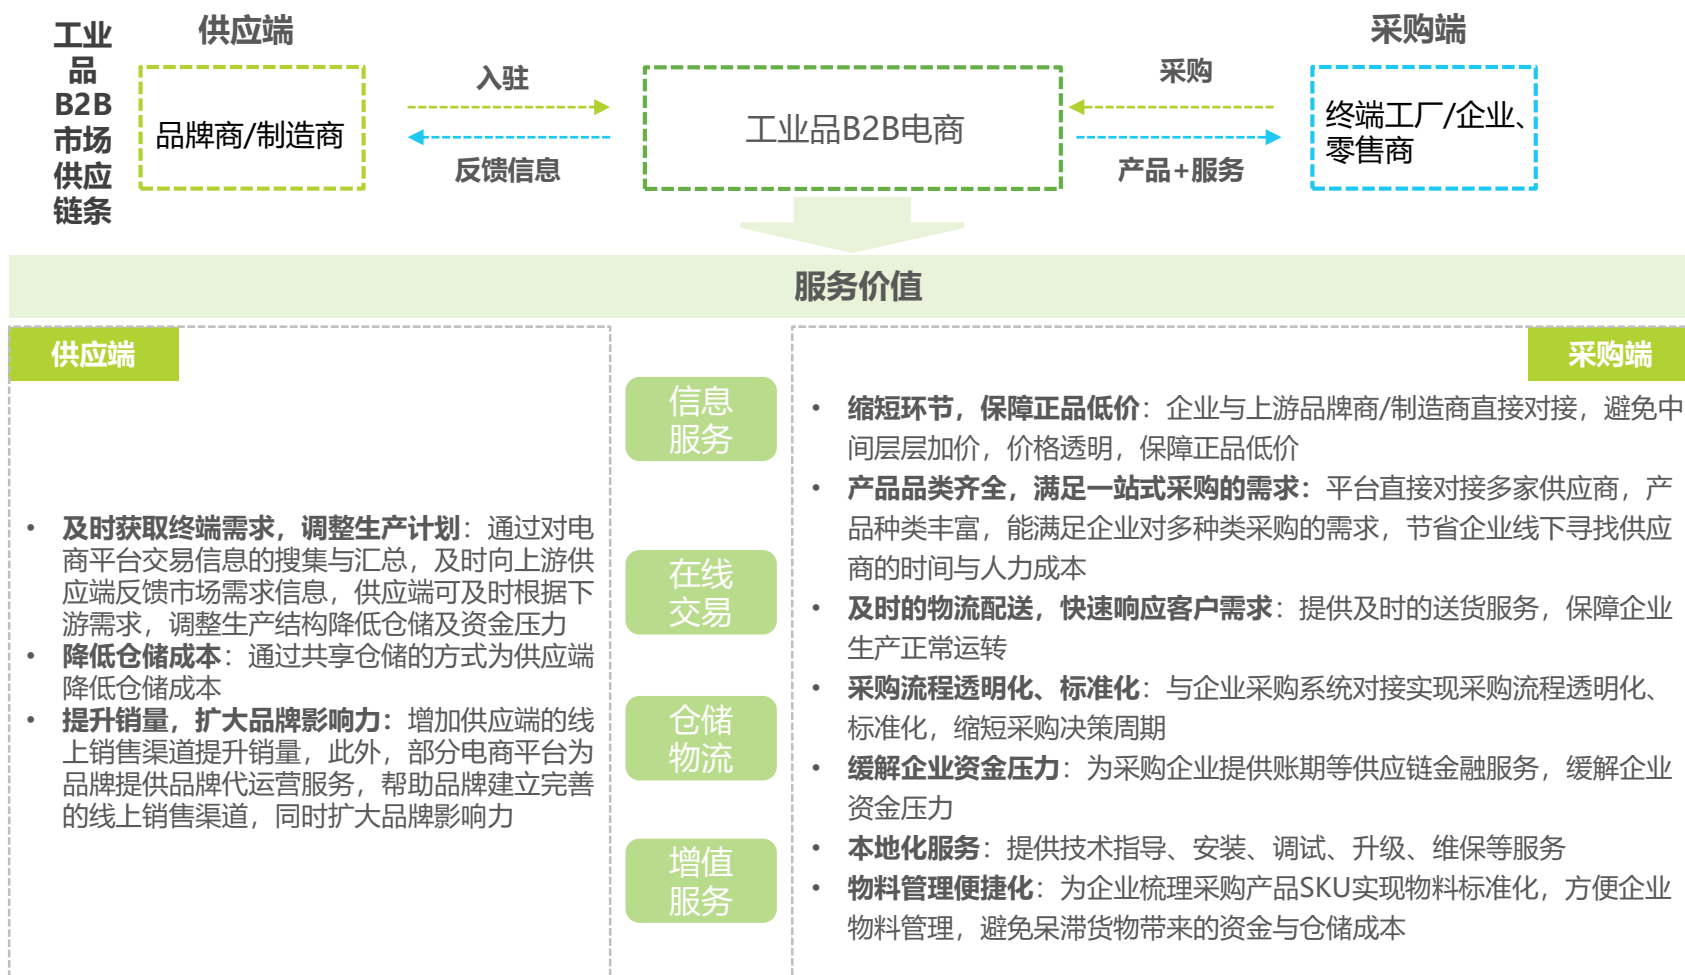 工业
品
B2B
市场
供应
链条
供应端
品牌商/制造商
入驻
反馈信息
工业品B2B电商
采购
产品+服务
采购端
终端工厂/企业、
零售商
服务价值
供应端
• 及时获取终端需求，调整生产计划：通过对电
商平台交易信息的搜集与汇总，及时向上游供
应端反馈市场需求信息，供应端可及时根据下
游需求，调整生产结构降低仓储及资金压力
• 降低仓储成本：通过共享仓储的方式为供应端
降低仓储成本
• 提升销量，扩大品牌影响力：增加供应端的线
上销售渠道提升销量，此外，部分电商平台为
品牌提供品牌代运营服务，帮助品牌建立完善
的线上销售渠道，同时扩大品牌影响力
信息
服务
在线
交易
仓储
物流
增值
服务
采购端
• 缩短环节，保障正品低价：企业与上游品牌商/制造商直接对接，避免中
间层层加价，价格透明，保障正品低价
• 产品品类齐全，满足一站式采购的需求：平台直接对接多家供应商，产
品种类丰富，能满足企业对多种类采购的需求，节省企业线下寻找供应
商的时间与人力成本
• 及时的物流配送，快速响应客户需求：提供及时的送货服务，保障企业
生产正常运转
• 采购流程透明化、标准化：与企业采购系统对接实现采购流程透明化、
标准化，缩短采购决策周期
• 缓解企业资金压力：为采购企业提供账期等供应链金融服务，缓解企业
资金压力
• 本地化服务：提供技术指导、安装、调试、升级、维保等服务
• 物料管理便捷化：为企业梳理采购产品SKU实现物料标准化，方便企业
物料管理，避免呆滞货物带来的资金与仓储成本